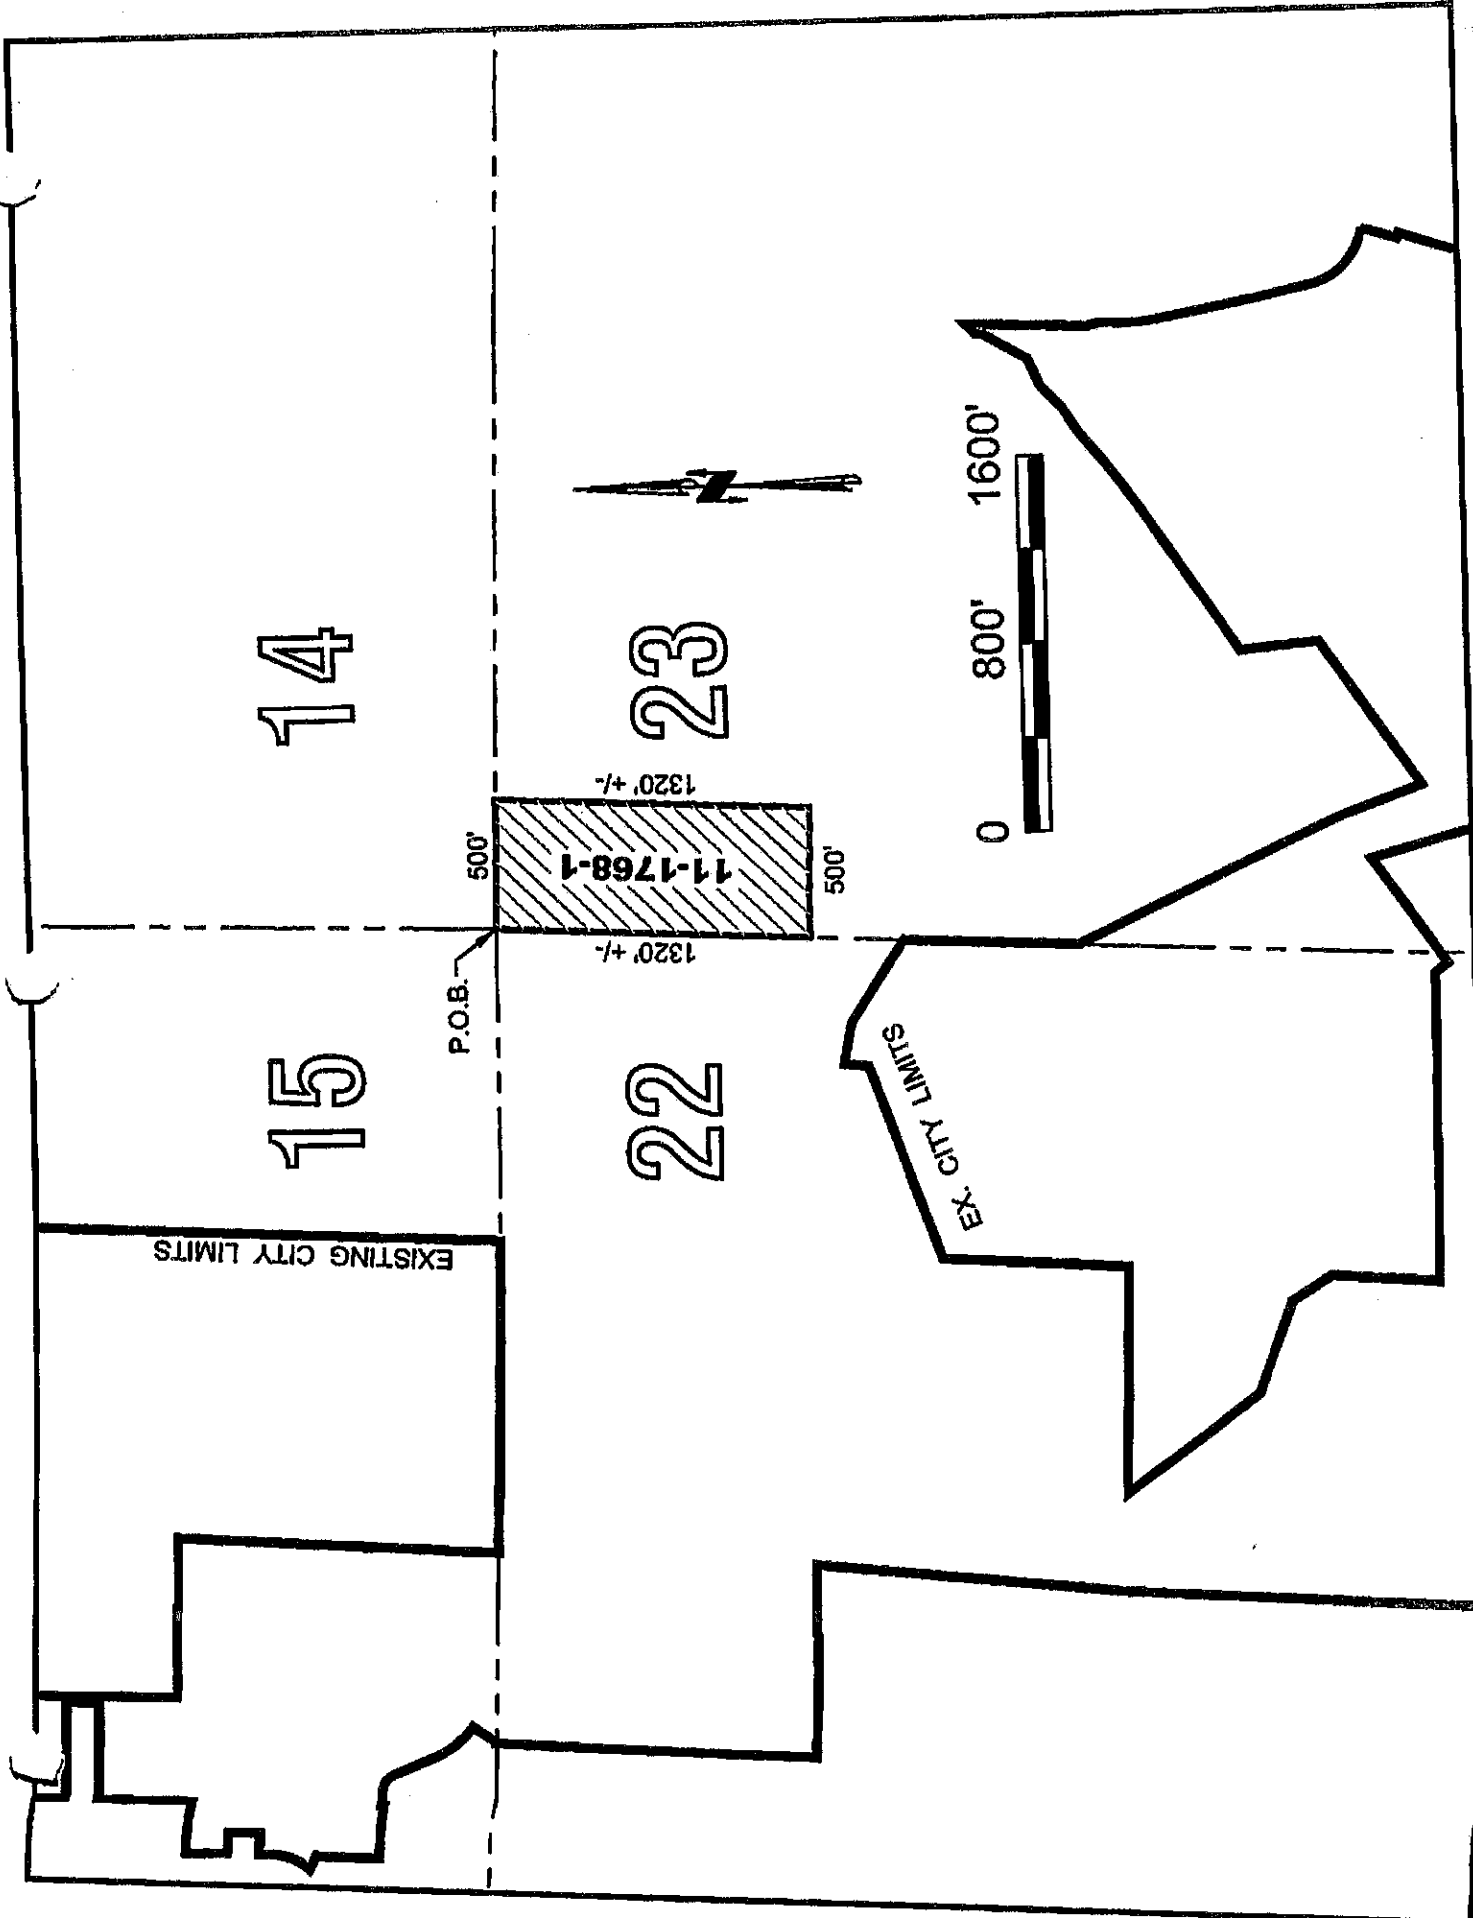 15
14
EXISTING CITY LIMITS
P.O.B.
500'
1320' +/-
11-1768-1
1320' +/-
500'
22
23
N
EX. CITY LIMITS
0 800' 1600'